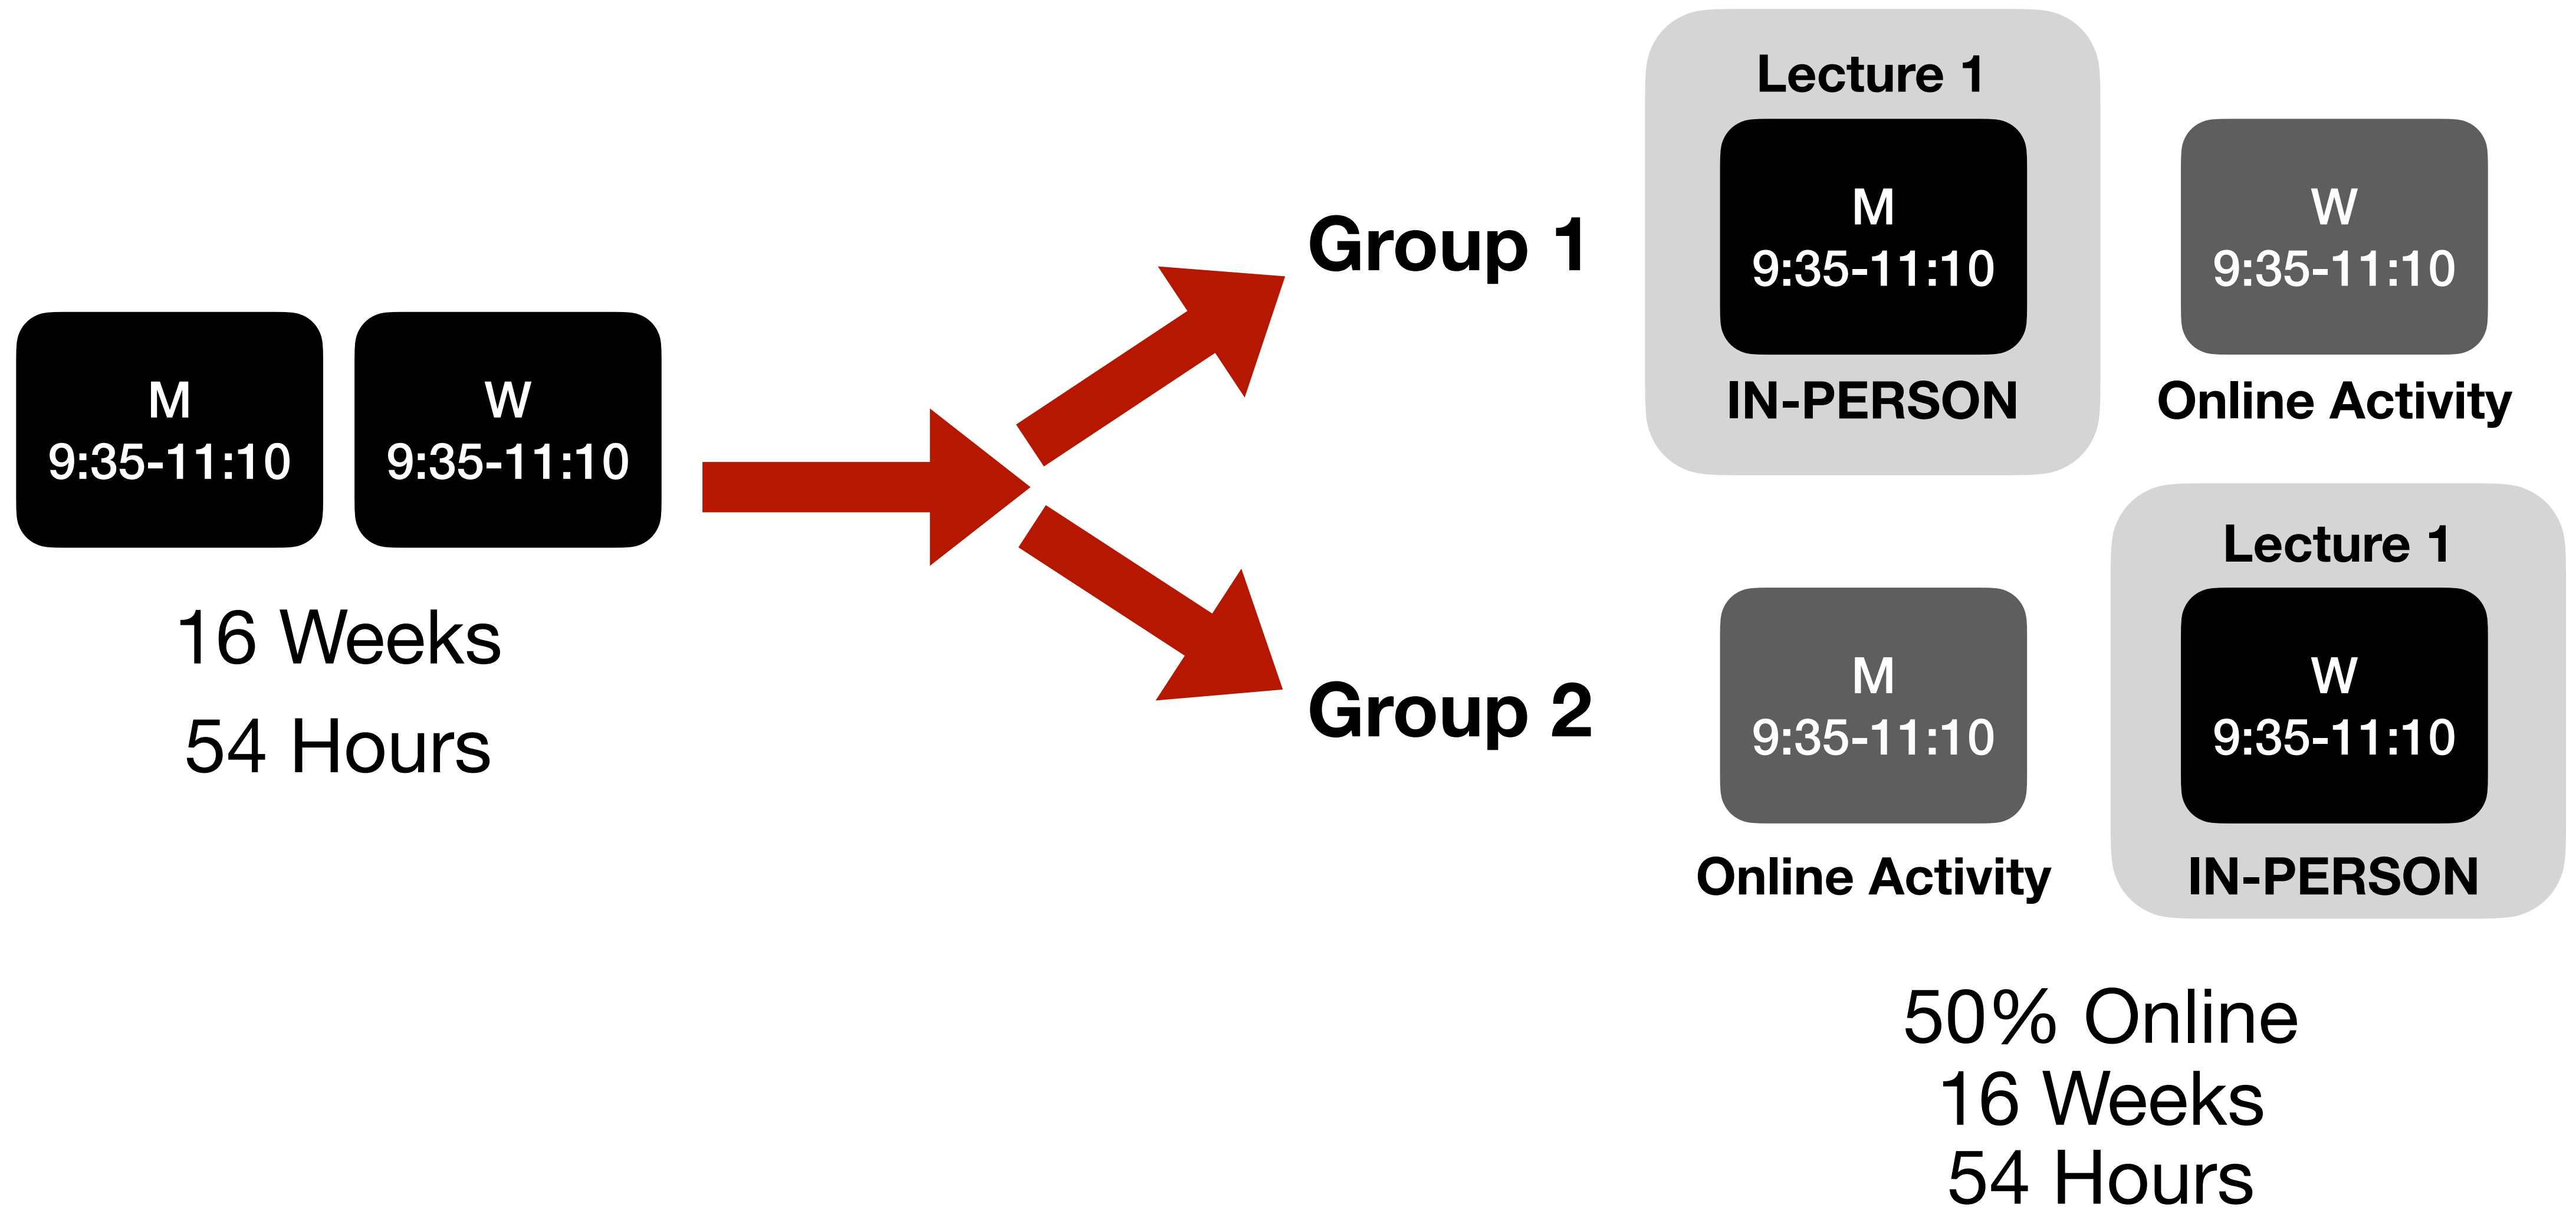 M
9:35-11:10
W
9:35-11:10
16 Weeks
54 Hours
Group 1
Lecture 1
M
9:35-11:10
IN-PERSON
W
9:35-11:10
Online Activity
Group 2
M
9:35-11:10
Online Activity
Lecture 1
W
9:35-11:10
IN-PERSON
50% Online
16 Weeks
54 Hours